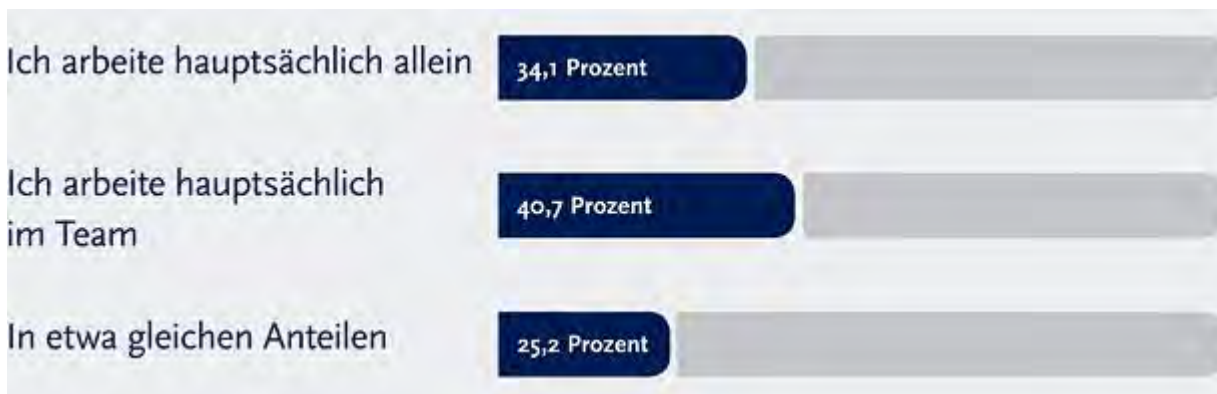 Ich arbeite hauptsächlich allein
34,1 Prozent
Ich arbeite hauptsächlich
im Team
40,7 Prozent
In etwa gleichen Anteilen
25,2 Prozent